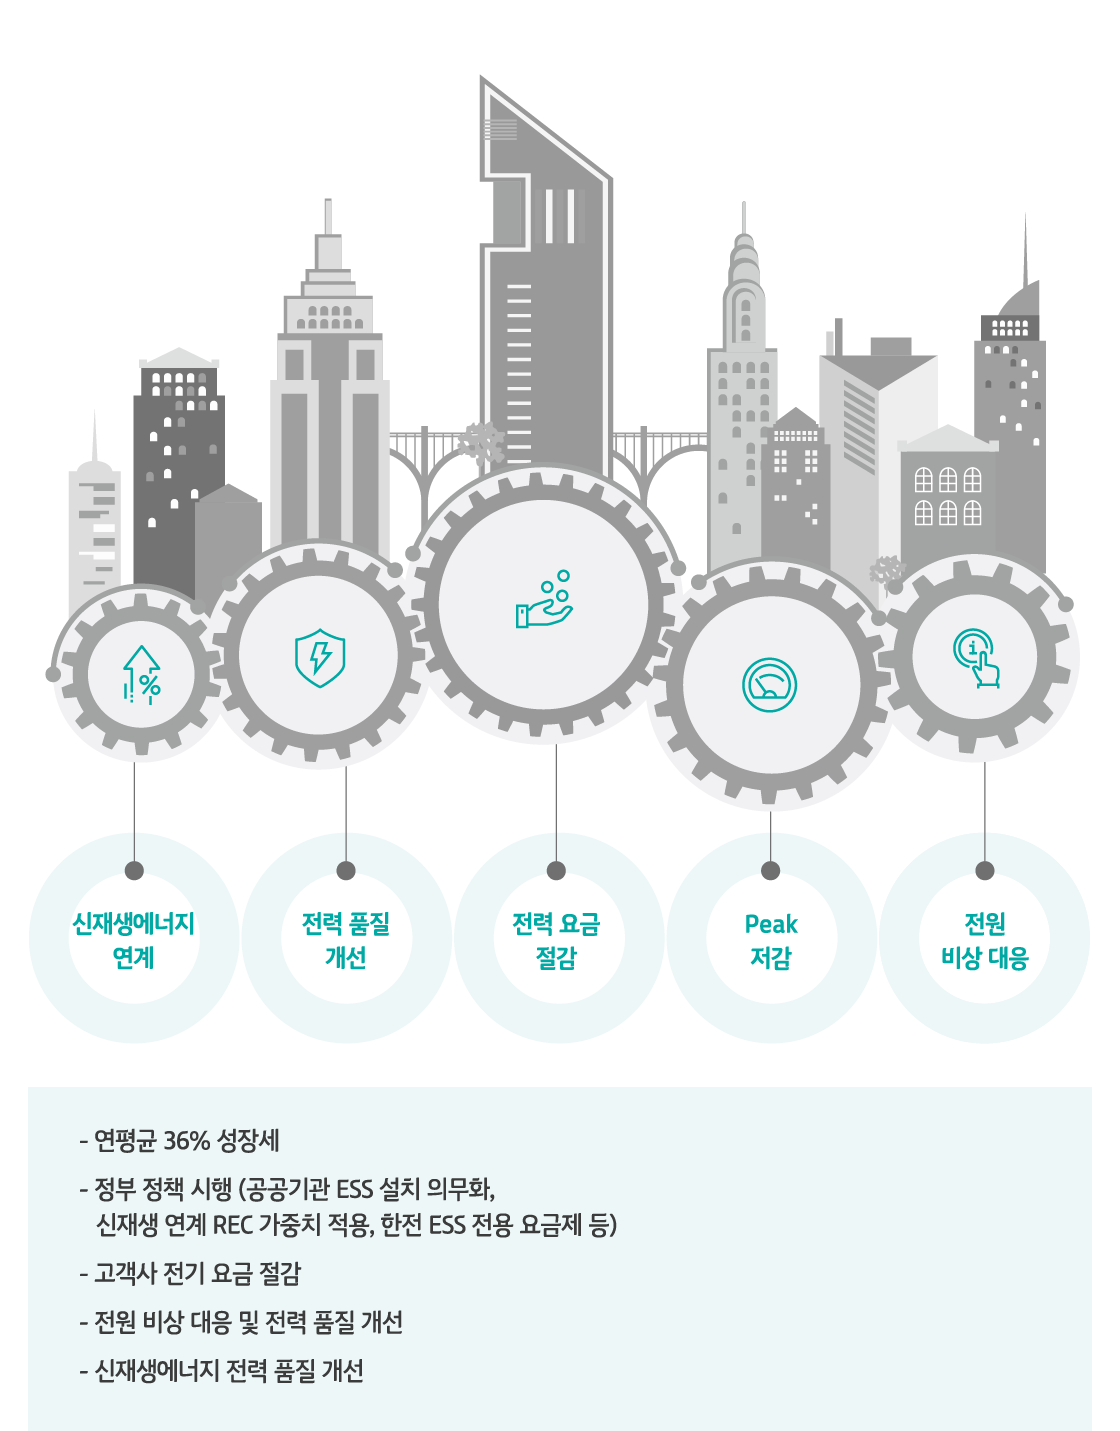 신재생에너지
연계
전력 품질
개선
전력 요금
절감
Peak
저감
전원
비상 대응
- 연평균 36% 성장세
- 정부 정책 시행 (공공기관 ESS 설치 의무화,
신재생 연계 REC 가중치 적용, 한전 ESS 전용 요금제 등)
- 고객사 전기 요금 절감
- 전원 비상 대응 및 전력 품질 개선
- 신재생에너지 전력 품질 개선